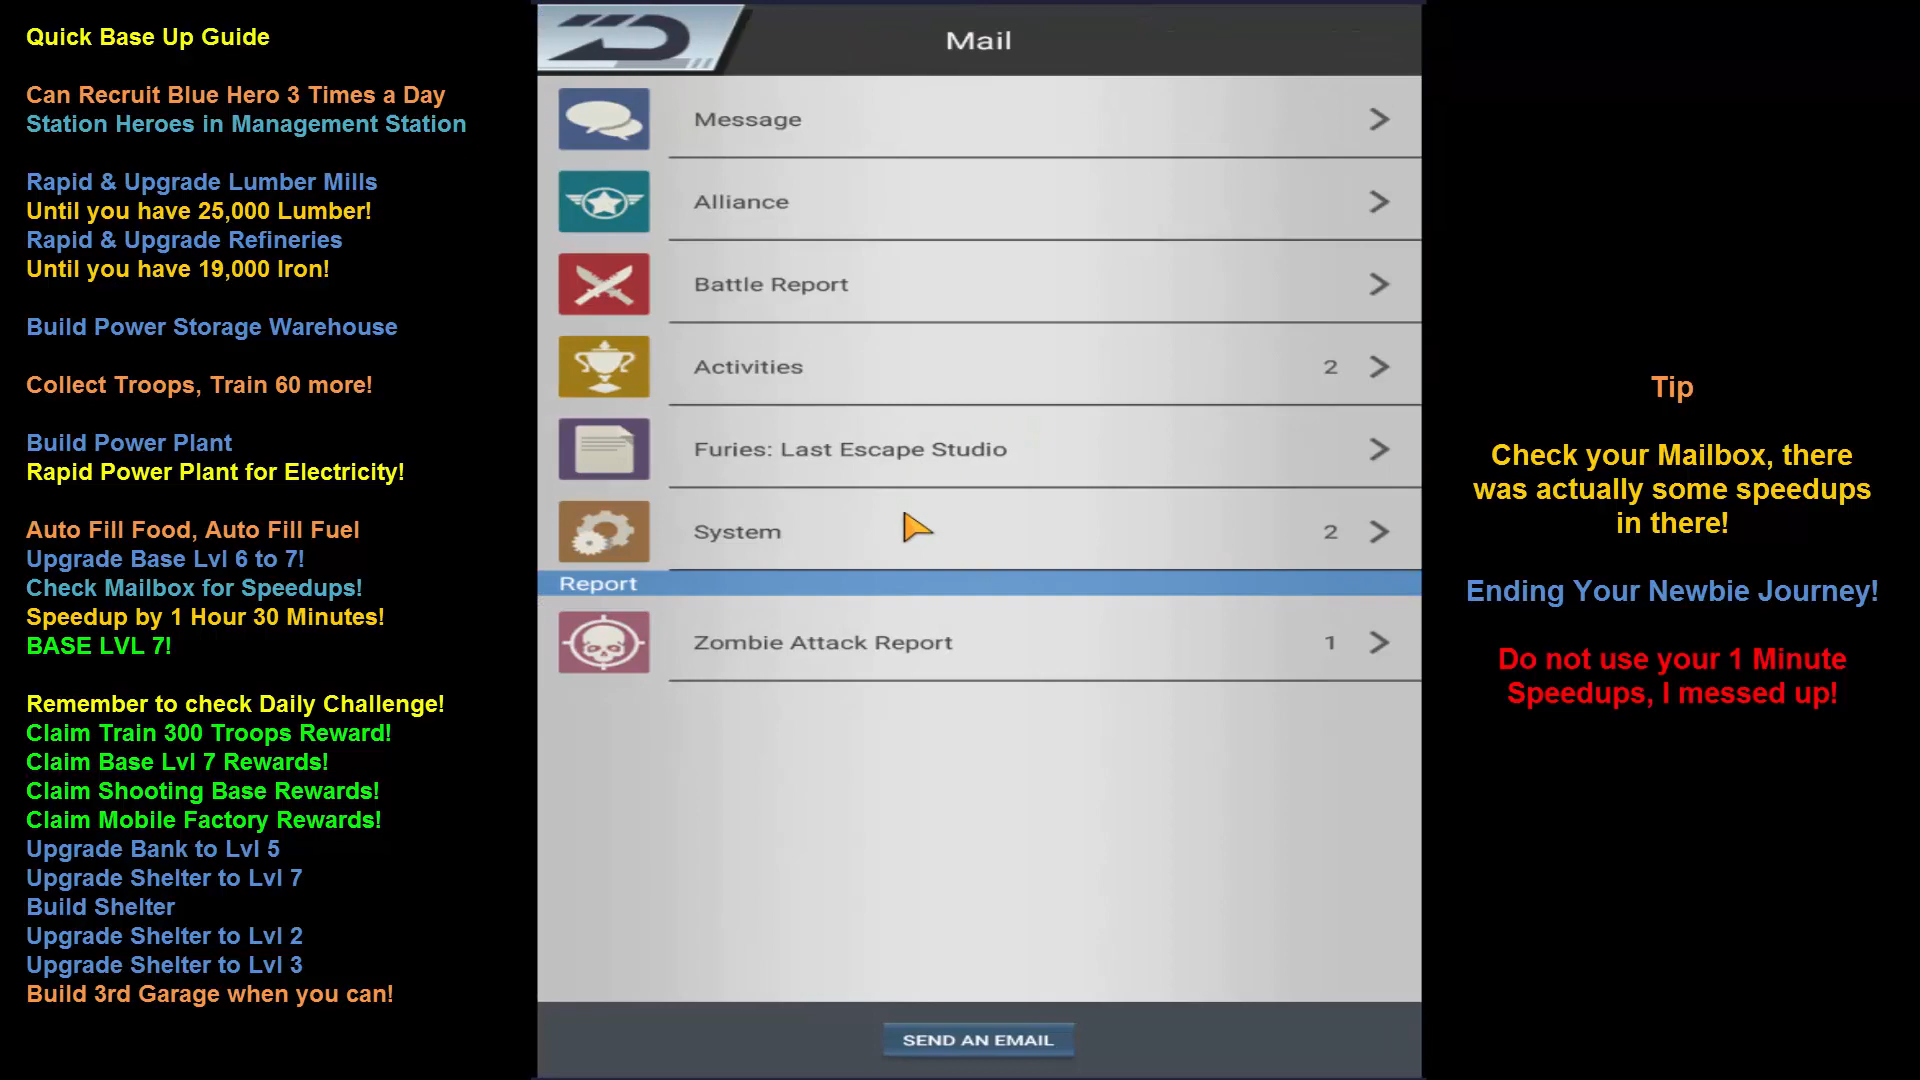 Quick Base Up Guide
Can Recruit Blue Hero 3 Times a Day
Station Heroes in Management Station
Rapid & Upgrade Lumber Mills
Until you have 25,000 Lumber!
Rapid & Upgrade Refineries
Until you have 19,000 Iron!
Build Power Storage Warehouse
Collect Troops, Train 60 more!
Build Power Plant
Rapid Power Plant for Electricity!
Auto Fill Food, Auto Fill Fuel
Upgrade Base Lvl 6 to 7!
Check Mailbox for Speedups!
Speedup by 1 Hour 30 Minutes!
BASE LVL 7!
Remember to check Daily Challenge!
Claim Train 300 Troops Reward!
Claim Base Lvl 7 Rewards!
Claim Shooting Base Rewards!
Claim Mobile Factory Rewards!
Upgrade Bank to Lvl 5
Upgrade Shelter to Lvl 7
Build Shelter
Upgrade Shelter to Lvl 2
Upgrade Shelter to Lvl 3
Build 3rd Garage when you can!
Mail
Message
Alliance
Battle Report
Activities 2
Furies: Last Escape Studio
System 2
Report
Zombie Attack Report 1
SEND AN EMAIL
Tip
Check your Mailbox, there
was actually some speedups
in there!
Ending Your Newbie Journey!
Do not use your 1 Minute
Speedups, I messed up!